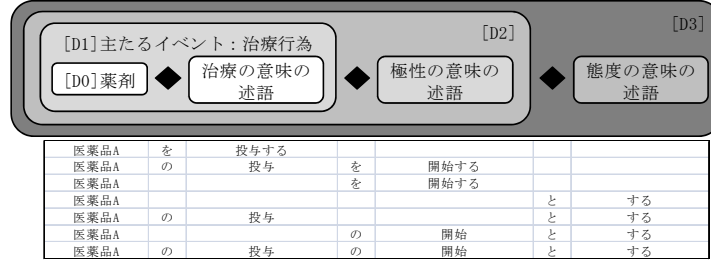 [D3]
[D2]
[D1]主たるイベント：治療行為
[D0]薬剤 ◆ 治療の意味の述語 ◆ 極性の意味の述語 ◆ 態度の意味の述語
医薬品A を 投与する
医薬品A の 投与 を 開始する
医薬品A を 開始する
医薬品A と する
医薬品A の 投与 と する
医薬品A の 開始 と する
医薬品A の 投与 の 開始 と する